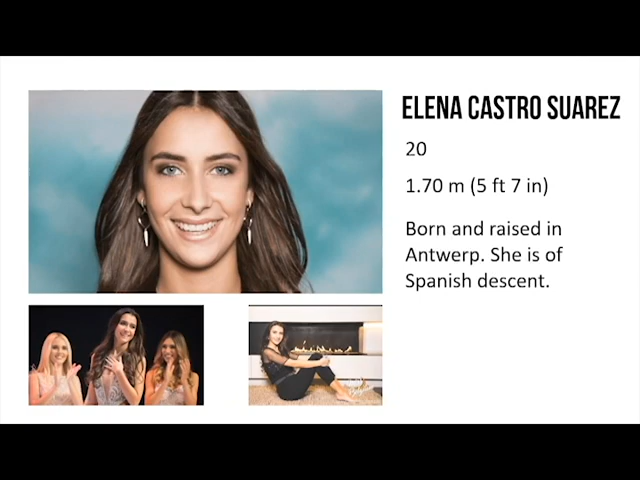 ELENA CASTRO SUAREZ
20
1.70 m (5 ft 7 in)
Born and raised in
Antwerp. She is of
Spanish descent.